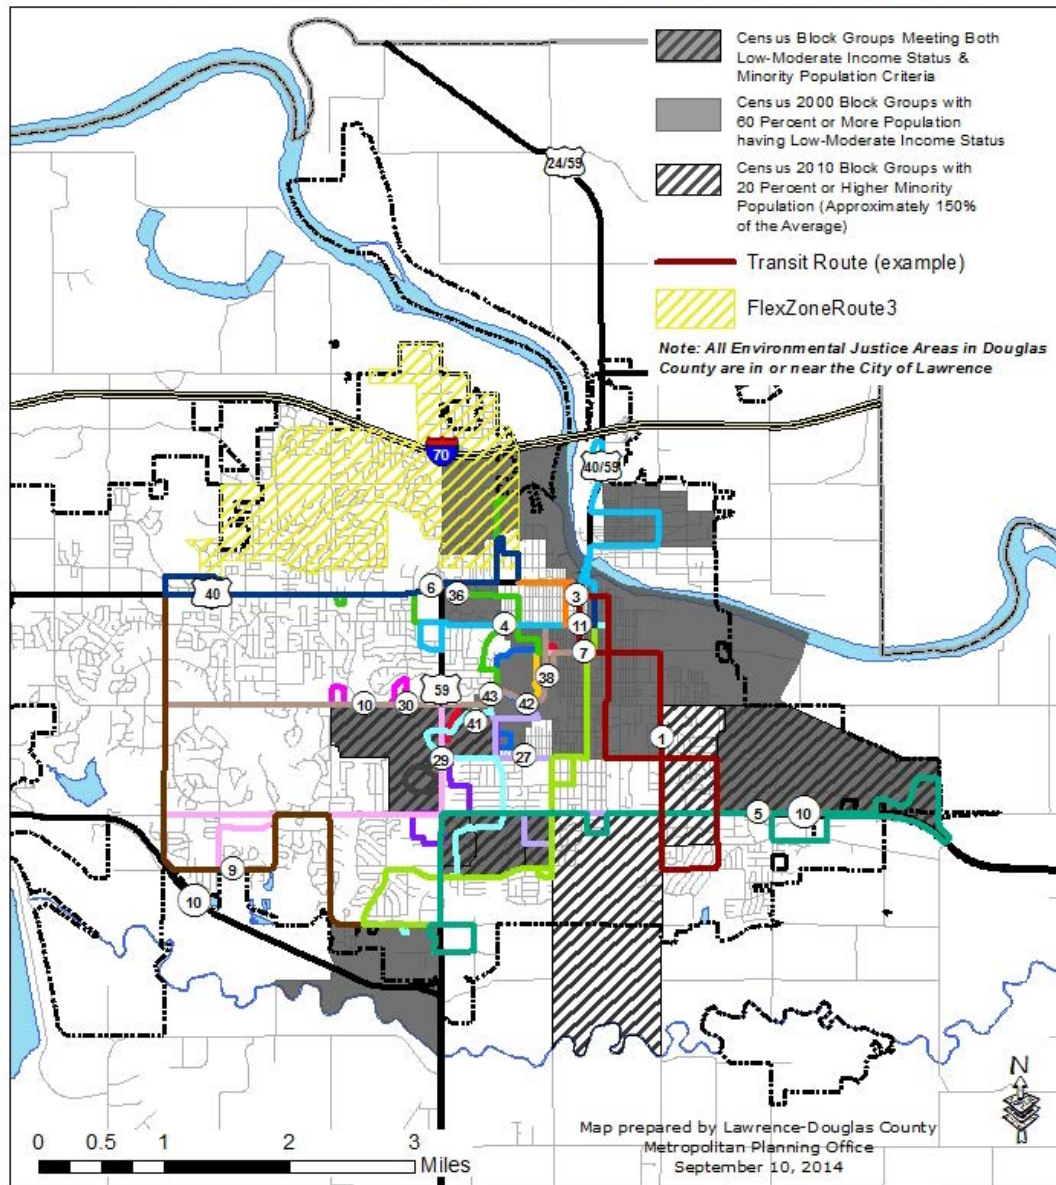 Census Block Groups Meeting Both
Low-Moderate Income Status &
Minority Population Criteria
Census 2000 Block Groups with
60 Percent or More Population
having Low-Moderate Income Status
Census 2010 Block Groups with
20 Percent or Higher Minority
Population (Approximately 150%
of the Average)
Transit Route (example)
FlexZoneRoute3
Note: All Environmental Justice Areas in Douglas
County are in or near the City of Lawrence
24/59
70
40/59
6
36
3
40
4
11
7
38
59
43
10
30
42
41
1
29
27
5
10
9
10
N
Map prepared by Lawrence-Douglas County
Metropolitan Planning Office
September 10, 2014
0 0.5 1 2 3
Miles